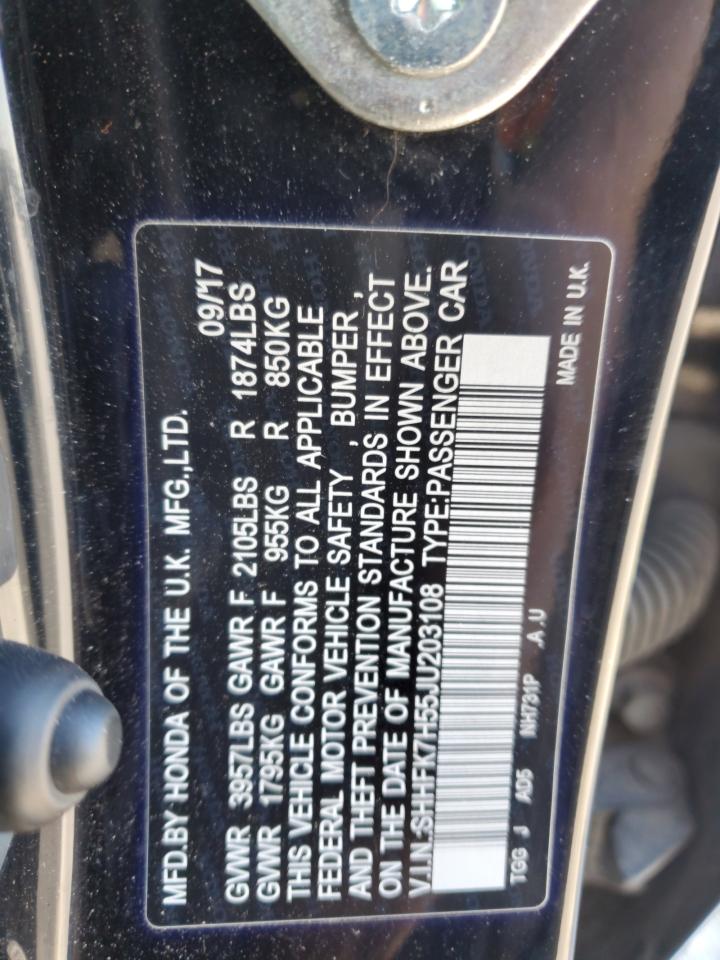 MFD.BY HONDA OF THE U.K. MFG.,LTD. 09/17
GVWR 3957LBS GAWR F 2105LBS R 1874LBS
GVWR 1795KG GAWR F 955KG R 850KG
THIS VEHICLE CONFORMS TO ALL APPLICABLE
FEDERAL MOTOR VEHICLE SAFETY , BUMPER ,
AND THEFT PREVENTION STANDARDS IN EFFECT
ON THE DATE OF MANUFACTURE SHOWN ABOVE.
V.I.N.:SHHFK7H55JU203108 TYPE:PASSENGER CAR
TGG J AD5 NH731P .A .U
MADE IN U.K.